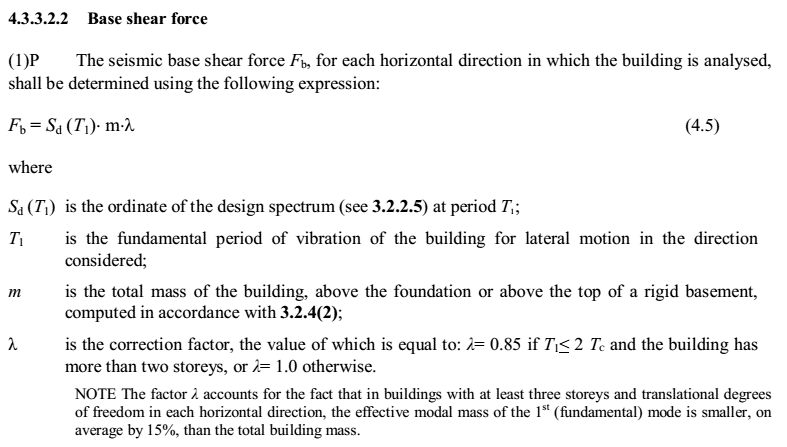 4.3.3.2.2 Base shear force
(1)P The seismic base shear force Fb, for each horizontal direction in which the building is analysed,
shall be determined using the following expression:
Fb = Sd (T1)· m·λ (4.5)
where
Sd (T1) is the ordinate of the design spectrum (see 3.2.2.5) at period T1;
T1 is the fundamental period of vibration of the building for lateral motion in the direction
considered;
m is the total mass of the building, above the foundation or above the top of a rigid basement,
computed in accordance with 3.2.4(2);
λ is the correction factor, the value of which is equal to: λ= 0.85 if T1≤ 2 Tc and the building has
more than two storeys, or λ= 1.0 otherwise.
NOTE The factor λ accounts for the fact that in buildings with at least three storeys and translational degrees
of freedom in each horizontal direction, the effective modal mass of the 1st (fundamental) mode is smaller, on
average by 15%, than the total building mass.